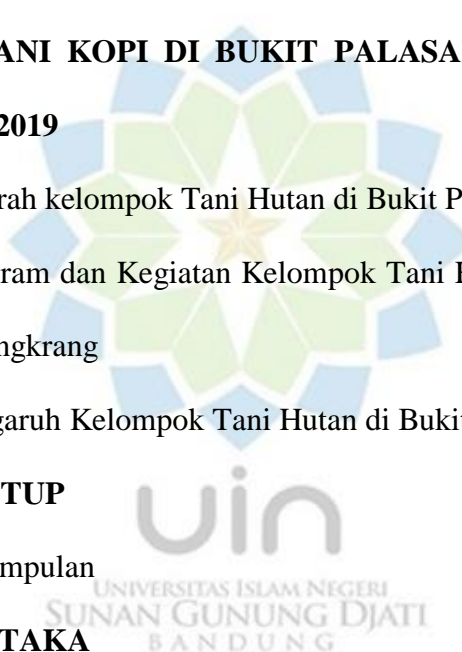 ANI KOPI DI BUKIT PALASA
2019
rah kelompok Tani Hutan di Bukit P
ram dan Kegiatan Kelompok Tani
ngkrang
garuh Kelompok Tani Hutan di Bukit
TUP
mpulan
uin
UNIVERSITAS ISLAM NEGERI
SUNAN GUNUNG DJATI
BANDUNG
TAKA